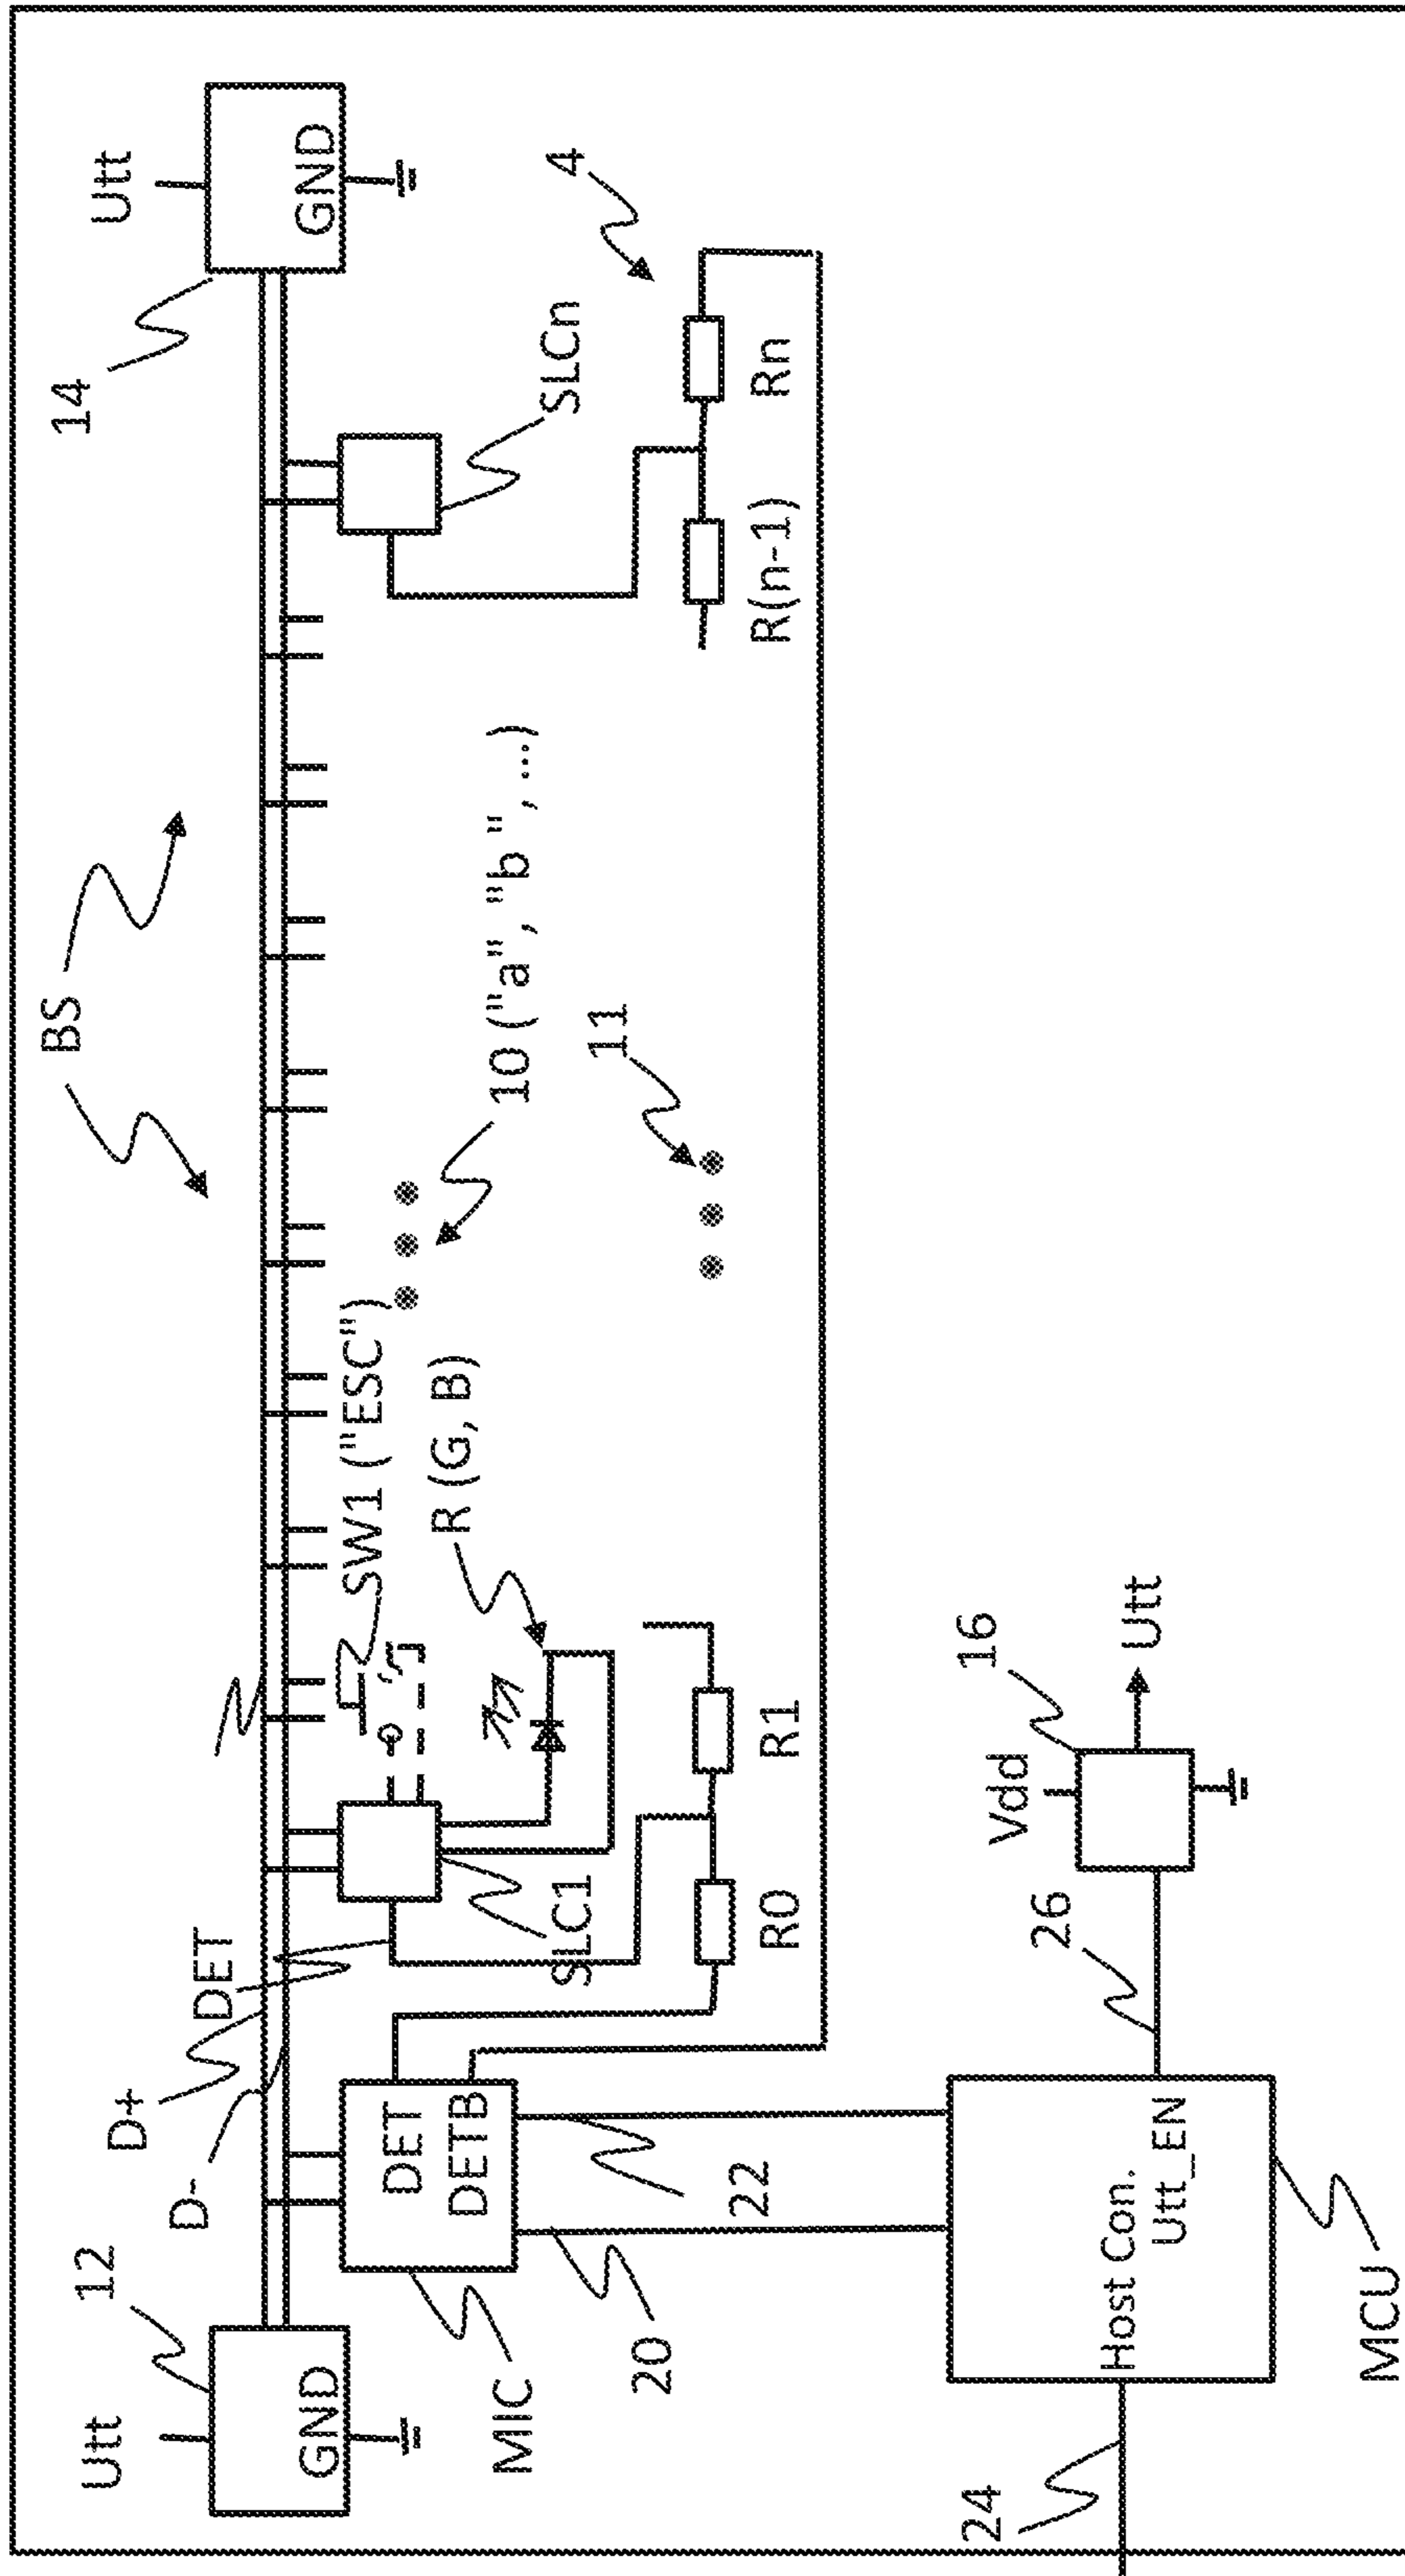 Utt
12
D-
D+
DET
BS
14
Utt
GND
GND
DET
DETB
SW1 ("ESC")
R (G, B)
10 ("a", "b", ...)
SLCn
4
MIC
SLC1
11
20
22
R0
R1
R(n-1)
Rn
24
Host Con.
Utt_EN
26
Vdd
16
Utt
MCU